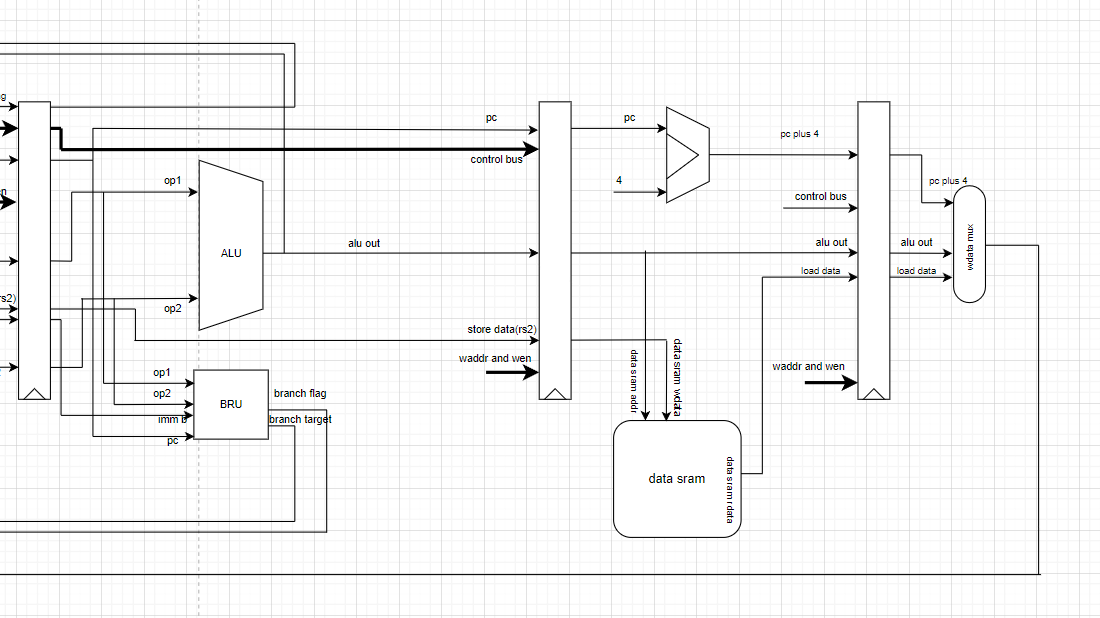 g
pc
control bus
n
op1
ALU
alu out
rs2)
op2
store data(rs2)
waddr and wen
op1
op2
imm b
pc
BRU
branch flag
branch target
pc
4
pc plus 4
control bus
alu out
load data
waddr and wen
data sram addr
data sram wdata
data sram
data sram rdata
pc plus 4
alu out
load data
wdata mux